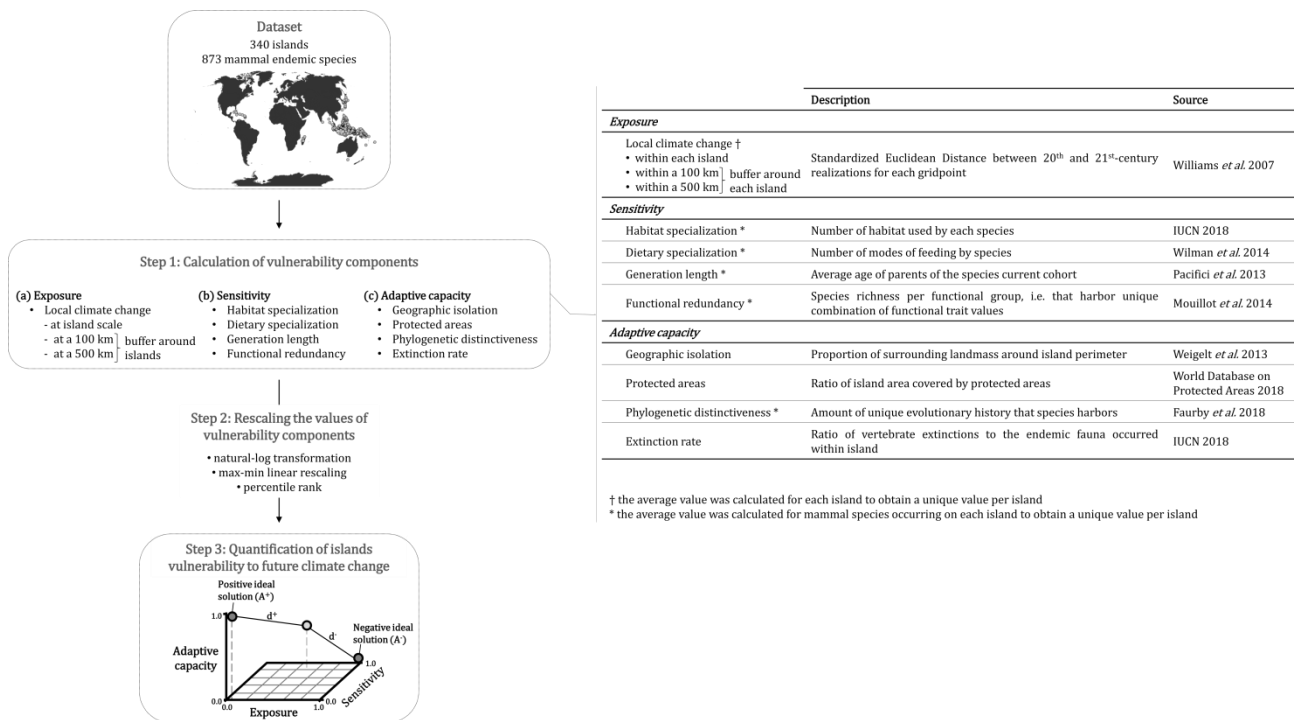 Dataset
340 islands
873 mammal endemic species
Step 1: Calculation of vulnerability components
(a) Exposure
• Local climate change
- at island scale
- at a 100 km
- at a 500 km
buffer around
islands
(b) Sensitivity
• Habitat specialization
• Dietary specialization
• Generation length
• Functional redundancy
(c) Adaptive capacity
• Geographic isolation
• Protected areas
• Phylogenetic distinctiveness
• Extinction rate
Step 2: Rescaling the values of
vulnerability components
• natural-log transformation
• max-min linear rescaling
• percentile rank
Step 3: Quantification of islands
vulnerability to future climate change
Positive ideal
solution (A⁺)
1.0
d⁺
d⁻
Negative ideal
solution (A⁻)
Adaptive
capacity
1.0
Sensitivity
0.0
0.0
0.0
1.0
Exposure
Description Source
Exposure
Local climate change †
• within each island
• within a 100 km
• within a 500 km
buffer around
each island
Standardized Euclidean Distance between 20th and 21st-century
realizations for each gridpoint
Williams et al. 2007
Sensitivity
Habitat specialization * Number of habitat used by each species IUCN 2018
Dietary specialization * Number of modes of feeding by species Wilman et al. 2014
Generation length * Average age of parents of the species current cohort Pacifici et al. 2013
Functional redundancy * Species richness per functional group, i.e. that harbor unique
combination of functional trait values
Mouillot et al. 2014
Adaptive capacity
Geographic isolation Proportion of surrounding landmass around island perimeter Weigelt et al. 2013
Protected areas Ratio of island area covered by protected areas World Database on
Protected Areas 2018
Phylogenetic distinctiveness * Amount of unique evolutionary history that species harbors Faurby et al. 2018
Extinction rate Ratio of vertebrate extinctions to the endemic fauna occurred
within island
IUCN 2018
† the average value was calculated for each island to obtain a unique value per island
* the average value was calculated for mammal species occurring on each island to obtain a unique value per island